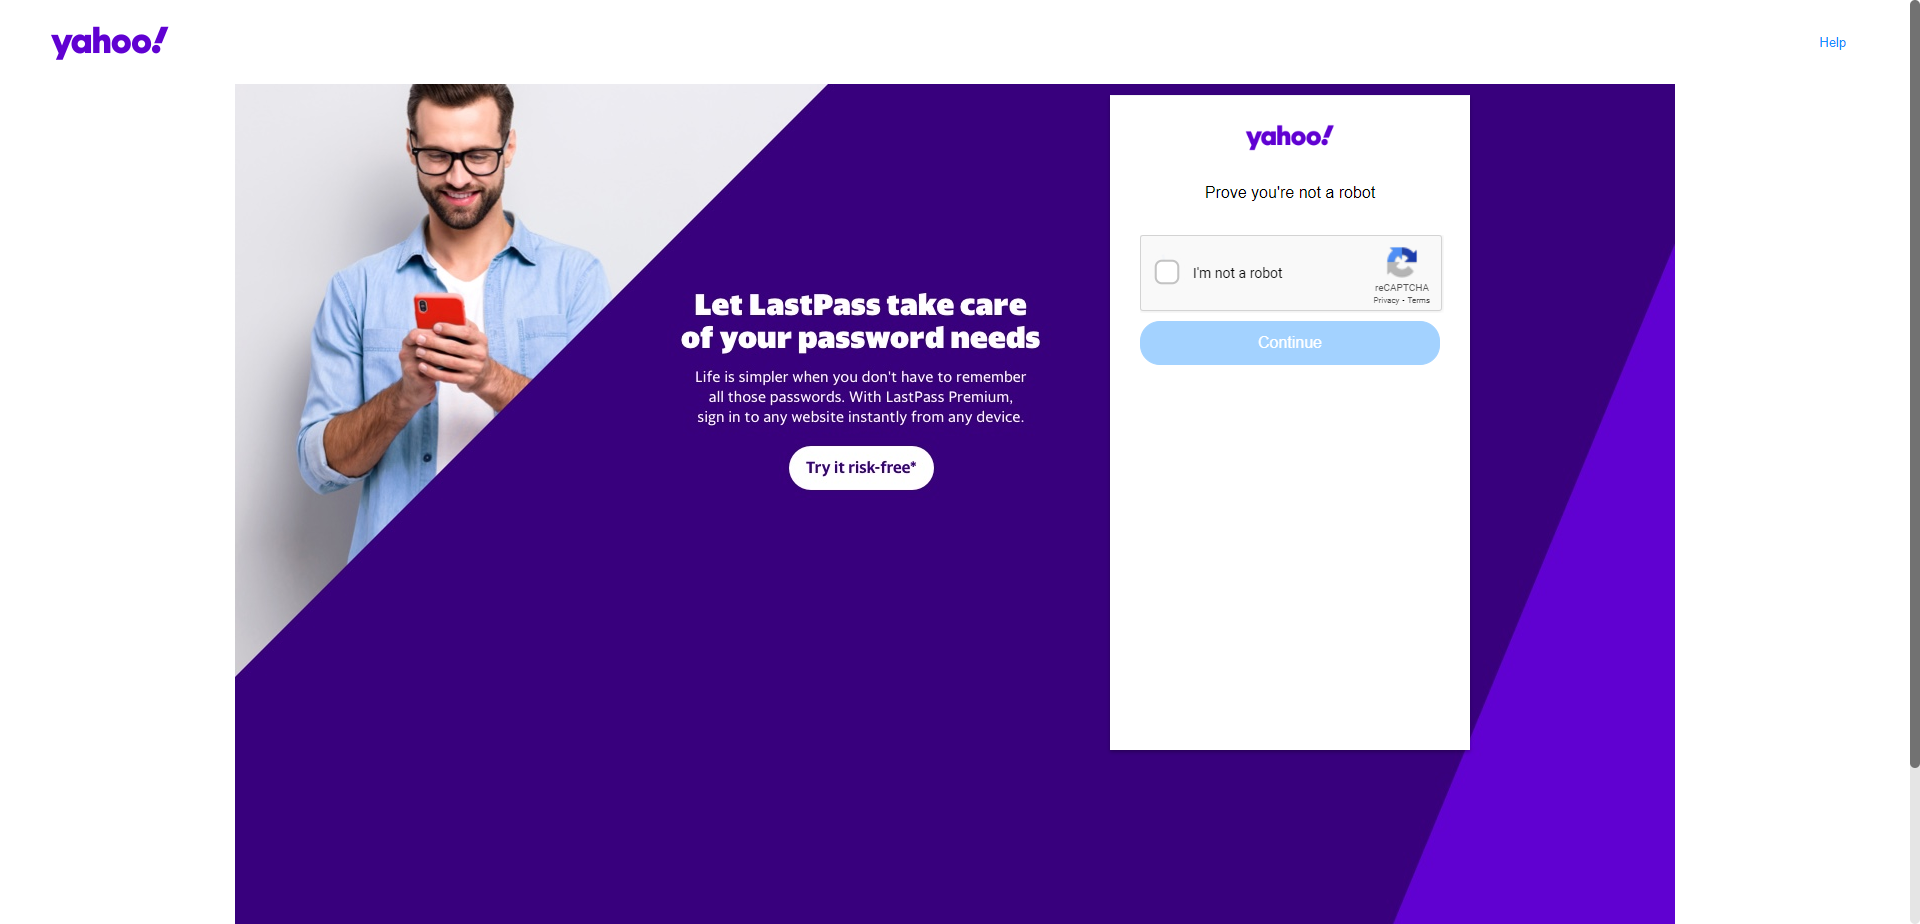 yahoo!
Help
Let LastPass take care
of your password needs
Life is simpler when you don't have to remember
all those passwords. With LastPass Premium,
sign in to any website instantly from any device.
Try it risk-free*
yahoo!
Prove you're not a robot
I'm not a robot
reCAPTCHA
Privacy - Terms
Continue